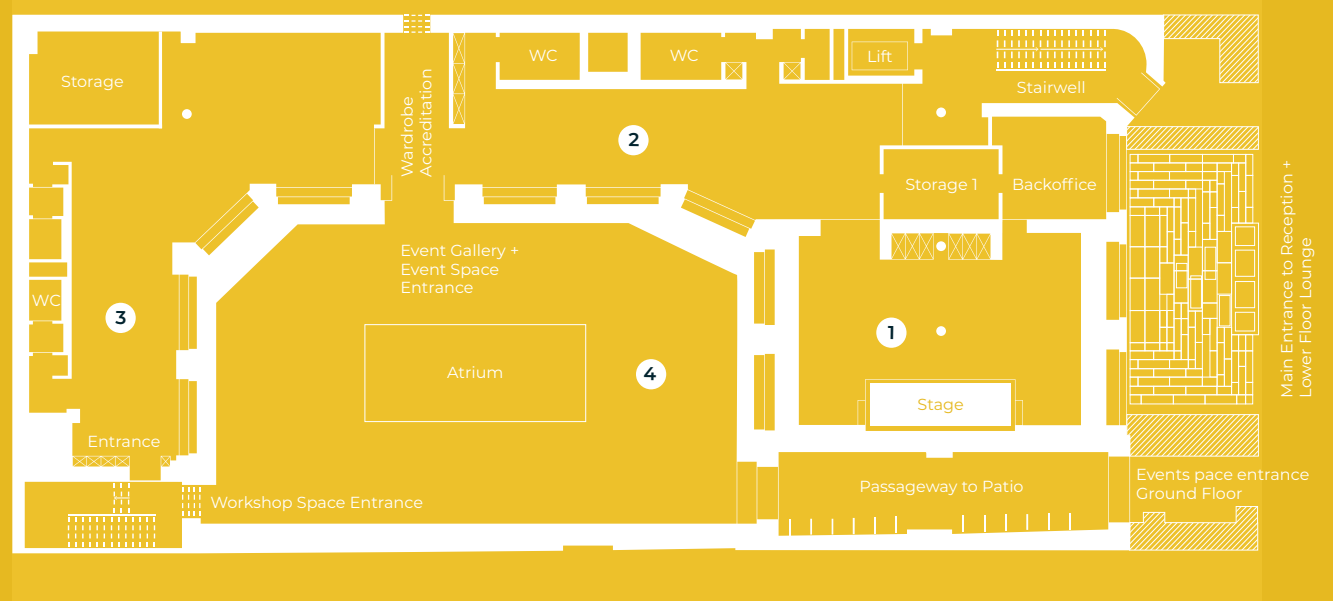 Storage
WC
WC
Lift
Stairwell
Wardrobe
Accreditation
2
Storage 1
Backoffice
Main Entrance to Reception +
Lower Floor Lounge
Event Gallery +
Event Space
Entrance
WC
3
1
Atrium
4
Stage
Entrance
Workshop Space Entrance
Passageway to Patio
Events pace entrance
Ground Floor